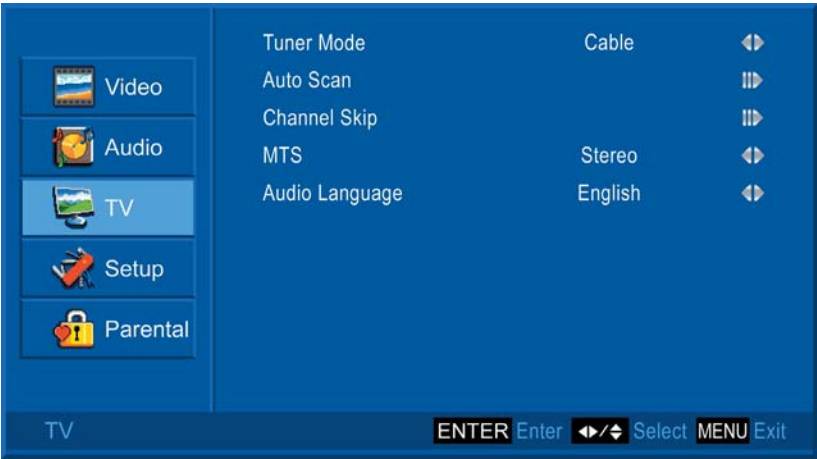 Video
Audio
TV
Setup
Parental
Tuner Mode Cable
Auto Scan
Channel Skip
MTS Stereo
Audio Language English
TV ENTER Enter Select MENU Exit